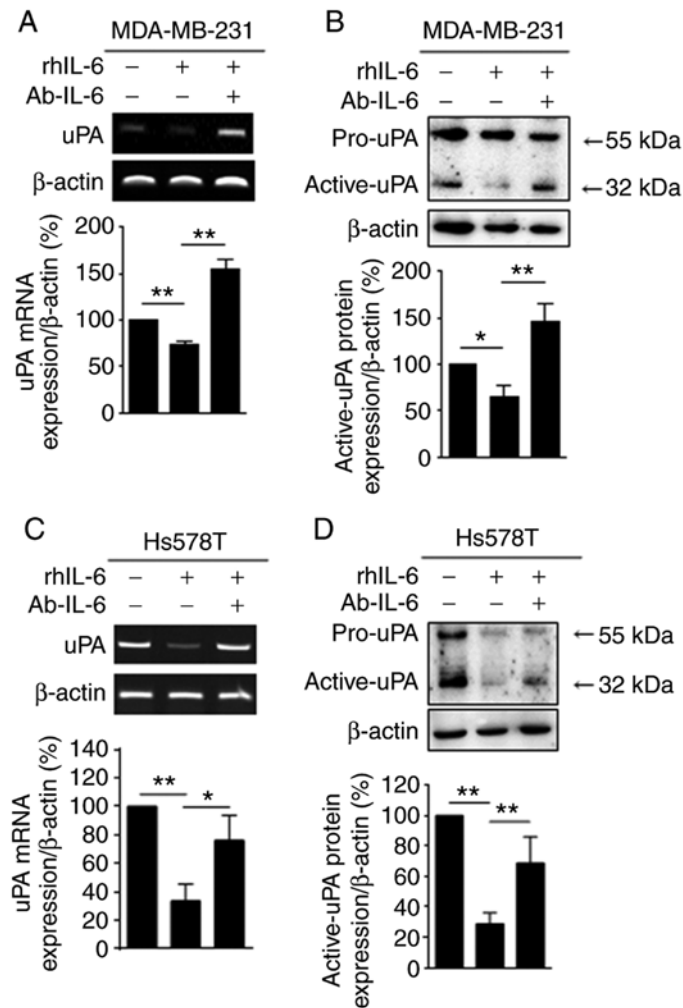 A
MDA-MB-231
rhIL-6 – + +
Ab-IL-6 – – +
uPA
β-actin
uPA mRNA
expression/β-actin (%)
200
150
100
50
0
**
**
B
MDA-MB-231
rhIL-6 – + +
Ab-IL-6 – – +
Pro-uPA ←55 kDa
Active-uPA ←32 kDa
β-actin
Active-uPA protein
expression/β-actin (%)
200
150
100
50
0
*
**
C
Hs578T
rhIL-6 – + +
Ab-IL-6 – – +
uPA
β-actin
uPA mRNA
expression/β-actin (%)
140
120
100
80
60
40
20
0
**
*
D
Hs578T
rhIL-6 – + +
Ab-IL-6 – – +
Pro-uPA ←55 kDa
Active-uPA ←32 kDa
β-actin
Active-uPA protein
expression/β-actin (%)
120
100
80
60
40
20
0
**
**